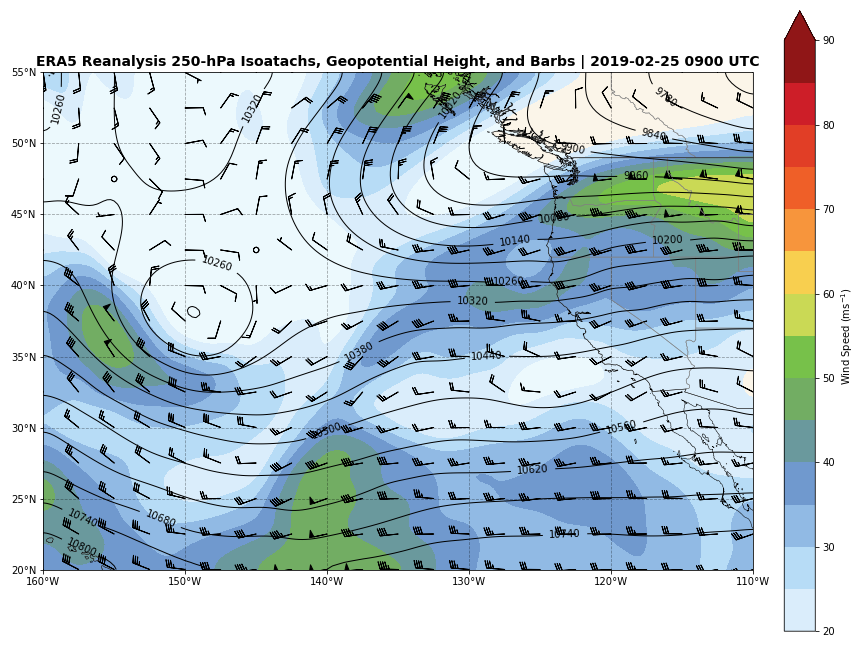 ERA5 Reanalysis 250-hPa Isoatachs, Geopotential Height, and Barbs | 2019-02-25 0900 UTC
55°N
50°N
45°N
40°N
35°N
30°N
25°N
20°N
160°W
150°W
140°W
130°W
120°W
110°W
10260
10320
10320
9780
9840
9900
9960
10080
10140
10200
10260
10260
10320
10380
10440
10500
10560
10620
10680
10740
10740
10800
90
80
70
60
50
40
30
20
Wind Speed (ms⁻¹)